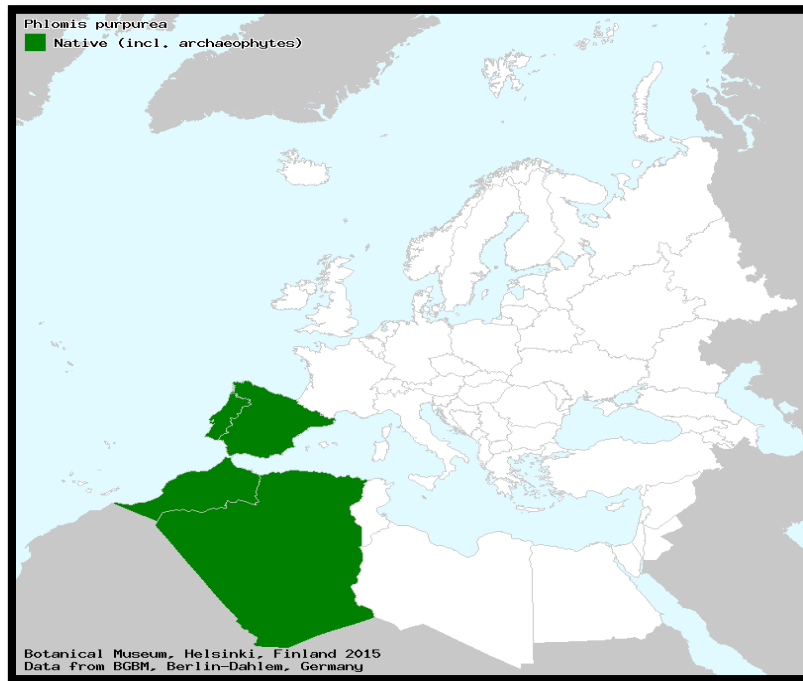 Phlomis purpurea
Native (incl. archaeophytes)
Botanical Museum, Helsinki, Finland 2015
Data from BGBM, Berlin-Dahlem, Germany